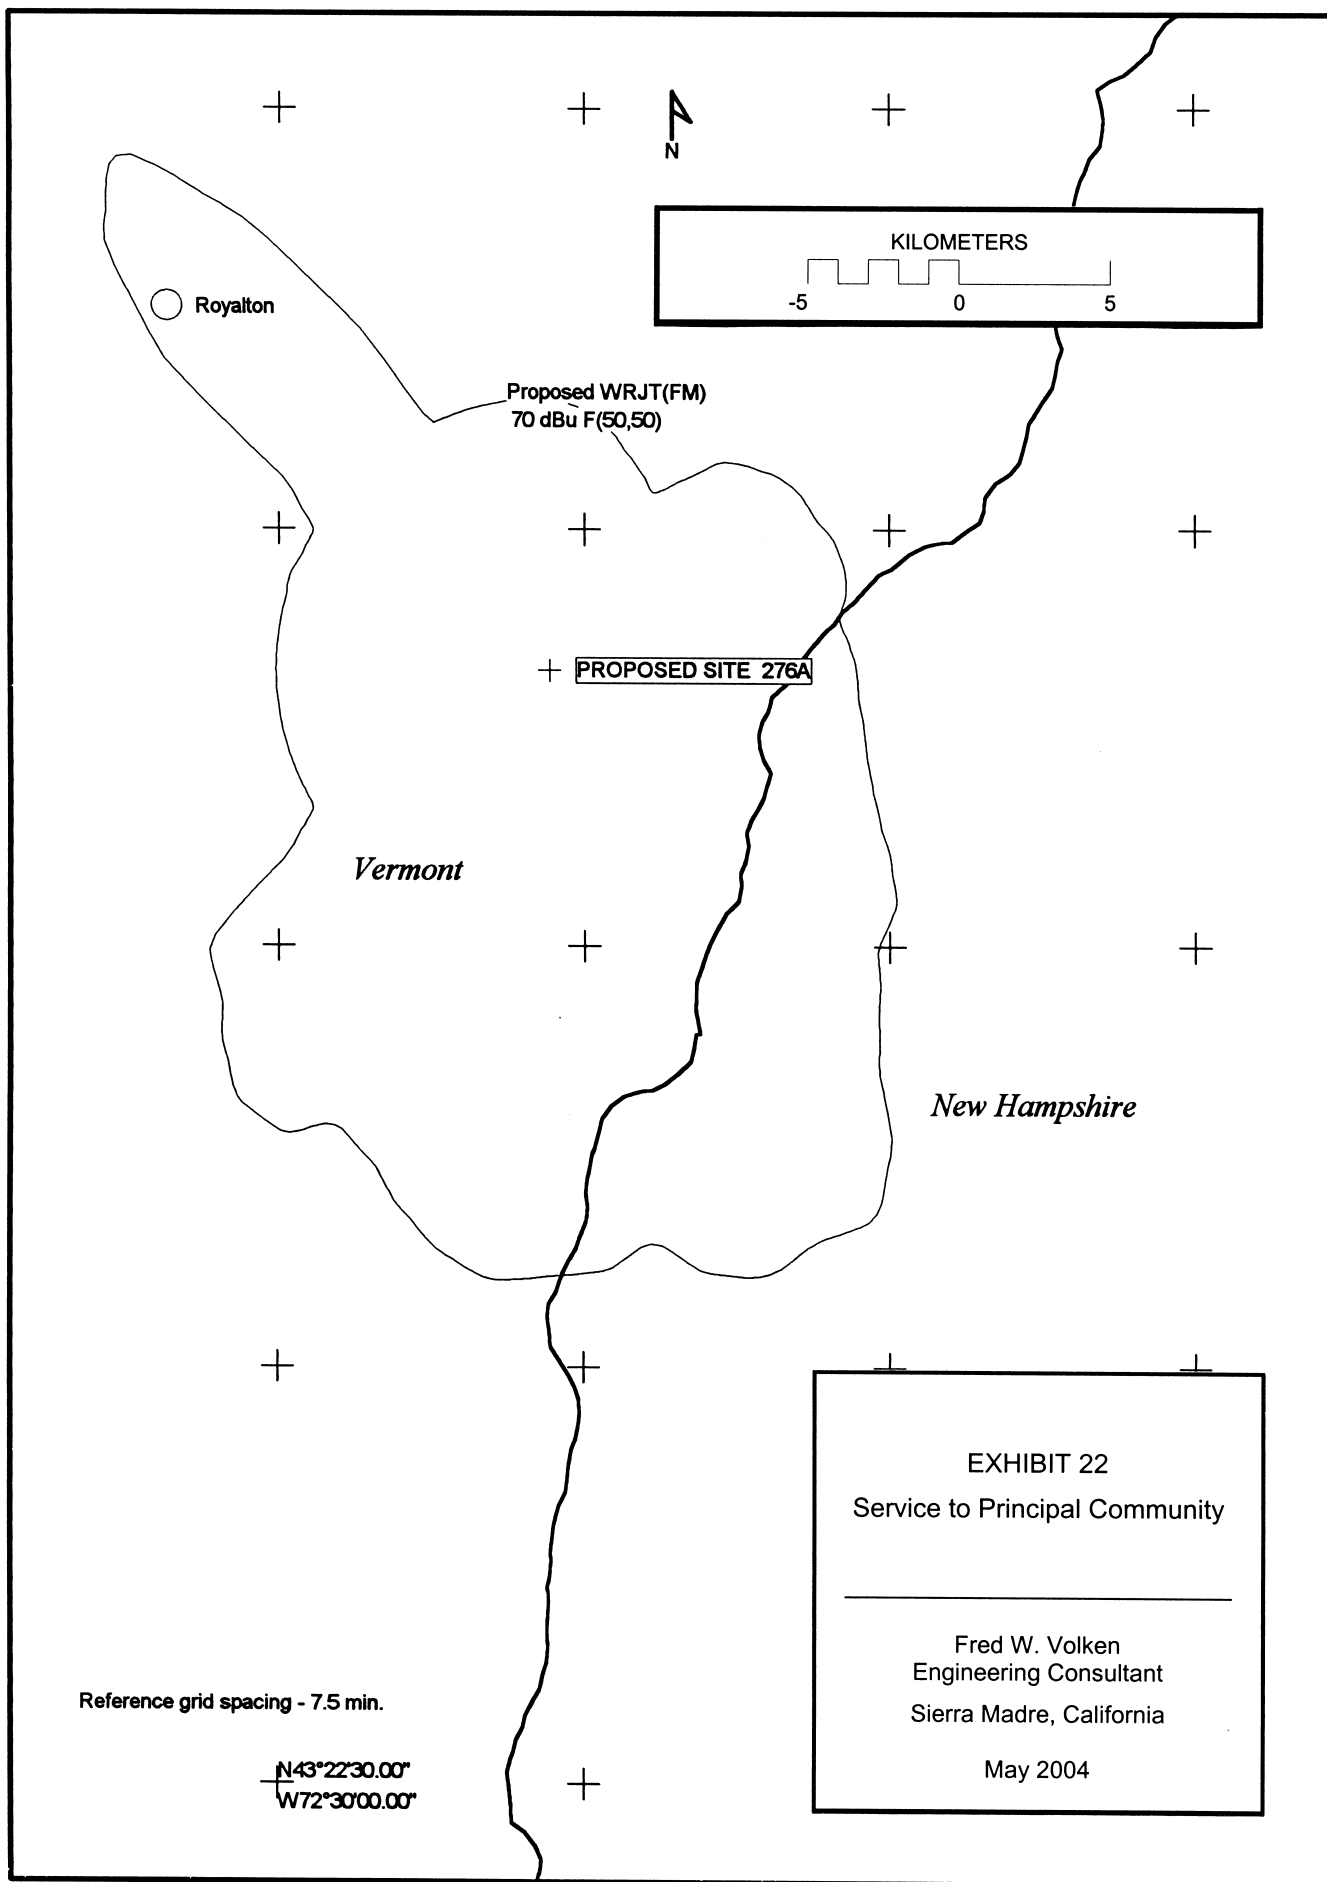 N
KILOMETERS
-5 0 5
Royalton
Proposed WRJT(FM)
70 dBu F(50,50)
PROPOSED SITE 276A
Vermont
New Hampshire
EXHIBIT 22
Service to Principal Community
Fred W. Volken
Engineering Consultant
Sierra Madre, California
May 2004
Reference grid spacing - 7.5 min.
N43°22'30.00"
W72°30'00.00"